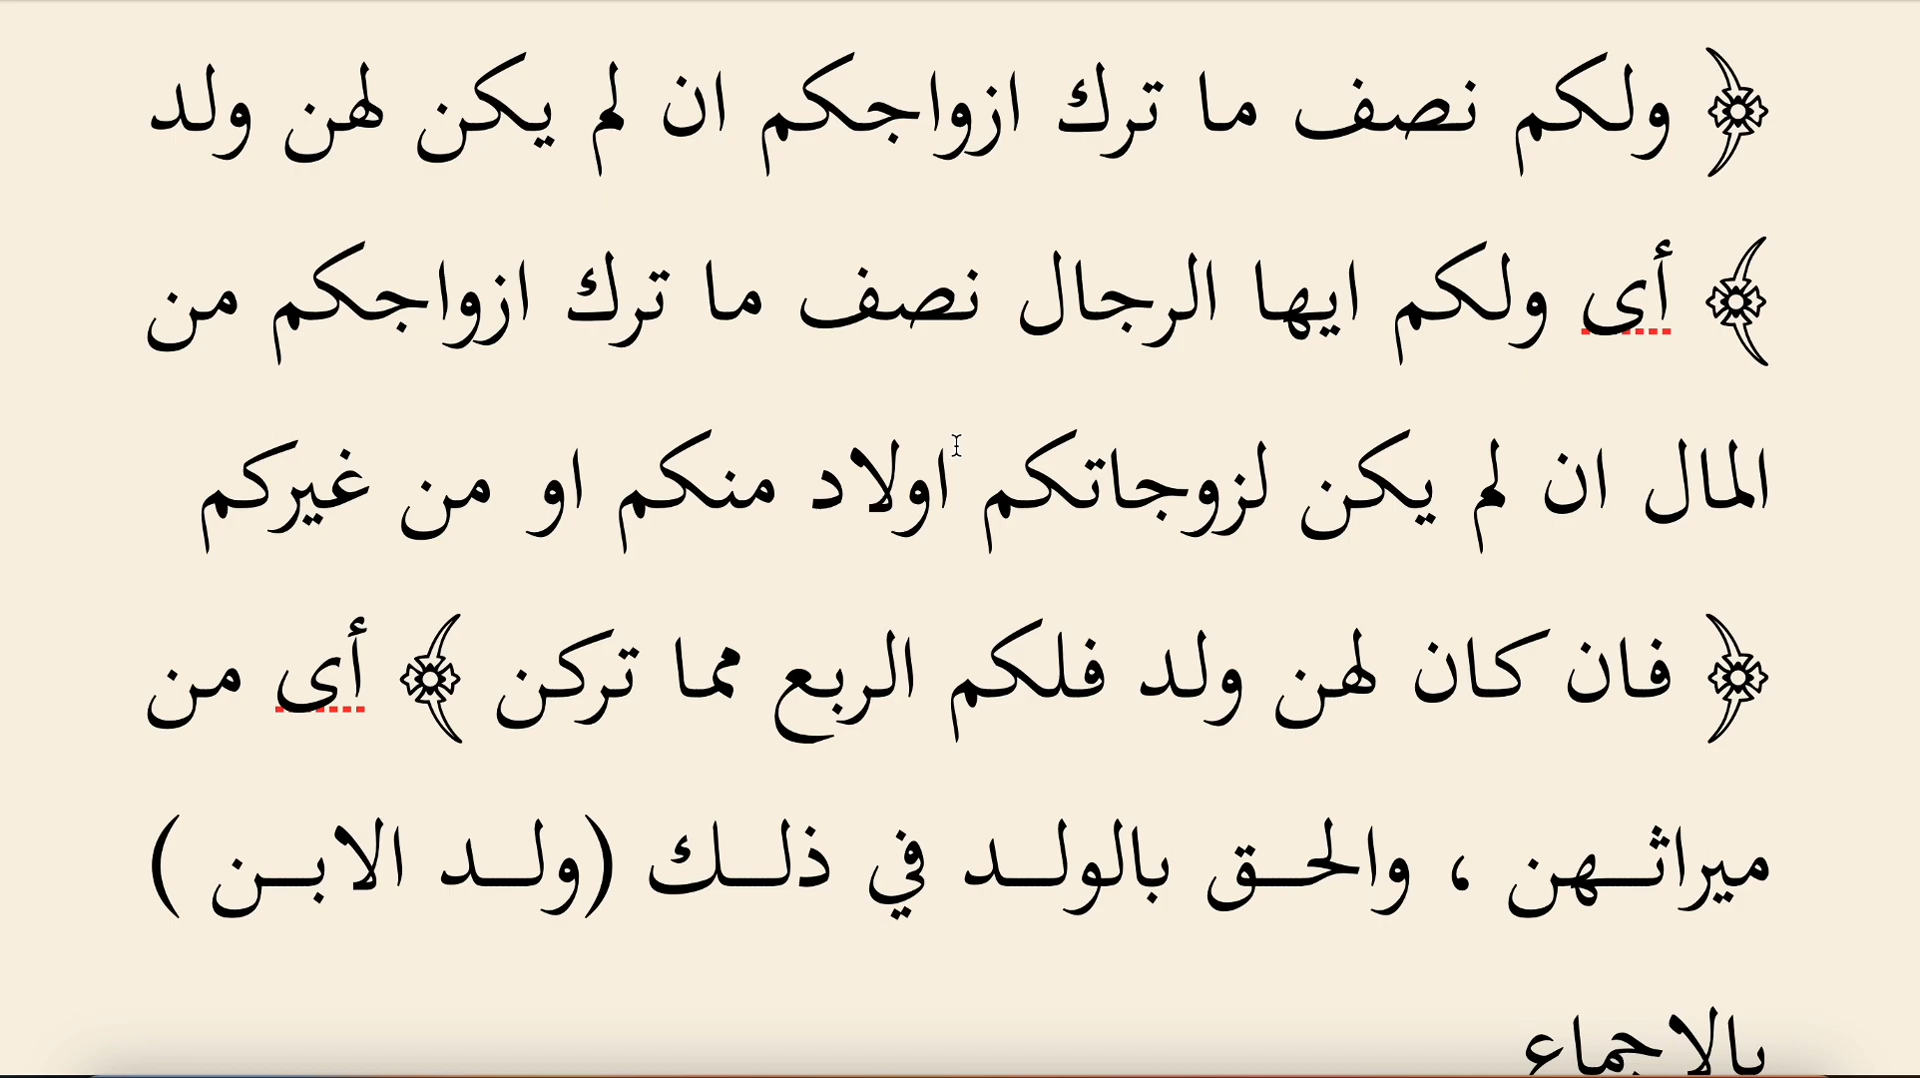 ﴿ ولكم نصف ما ترك ازواجكم ان لم يكن لهن ولد
﴾ أى ولكم ايها الرجال نصف ما ترك ازواجكم من
المال ان لم يكن لزوجاتكم اولاد منكم او من غيركم
﴿ فان كان لهن ولد فلكم الربع مما تركن ﴾ أى من
ميراثهن ، والحق بالولد في ذلك (ولد الابن )
بالاجماع